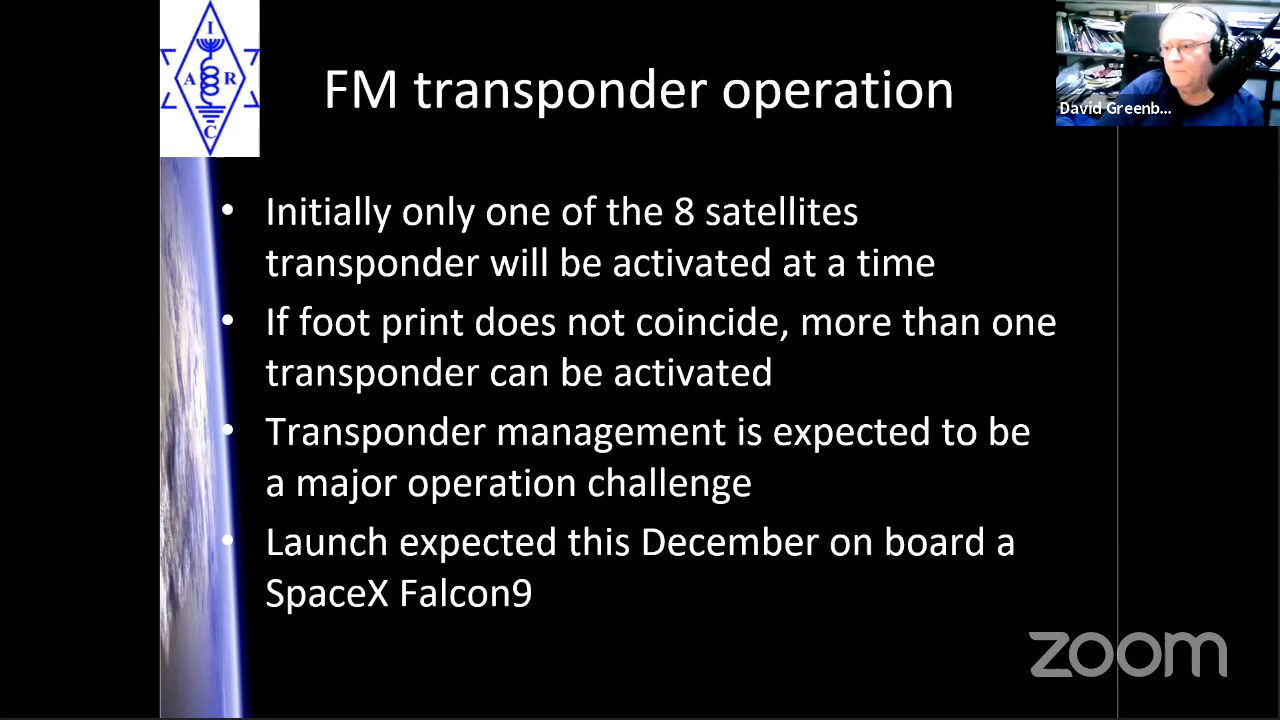 I
A R
C
FM transponder operation
David Greenb...
• Initially only one of the 8 satellites
transponder will be activated at a time
• If foot print does not coincide, more than one
transponder can be activated
• Transponder management is expected to be
a major operation challenge
• Launch expected this December on board a
SpaceX Falcon9
zoom